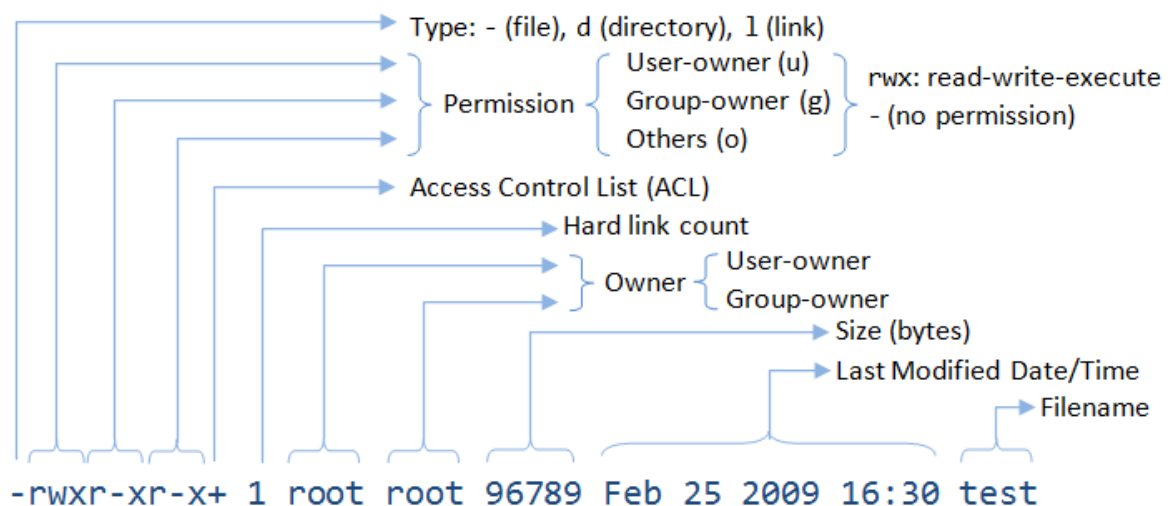 Type: - (file), d (directory), l (link)
User-owner (u)
Permission
Group-owner (g)
Others (o)
rwx: read-write-execute
- (no permission)
Access Control List (ACL)
Hard link count
Owner
User-owner
Group-owner
Size (bytes)
Last Modified Date/Time
Filename
-rwxr-xr-x+ 1 root root 96789 Feb 25 2009 16:30 test